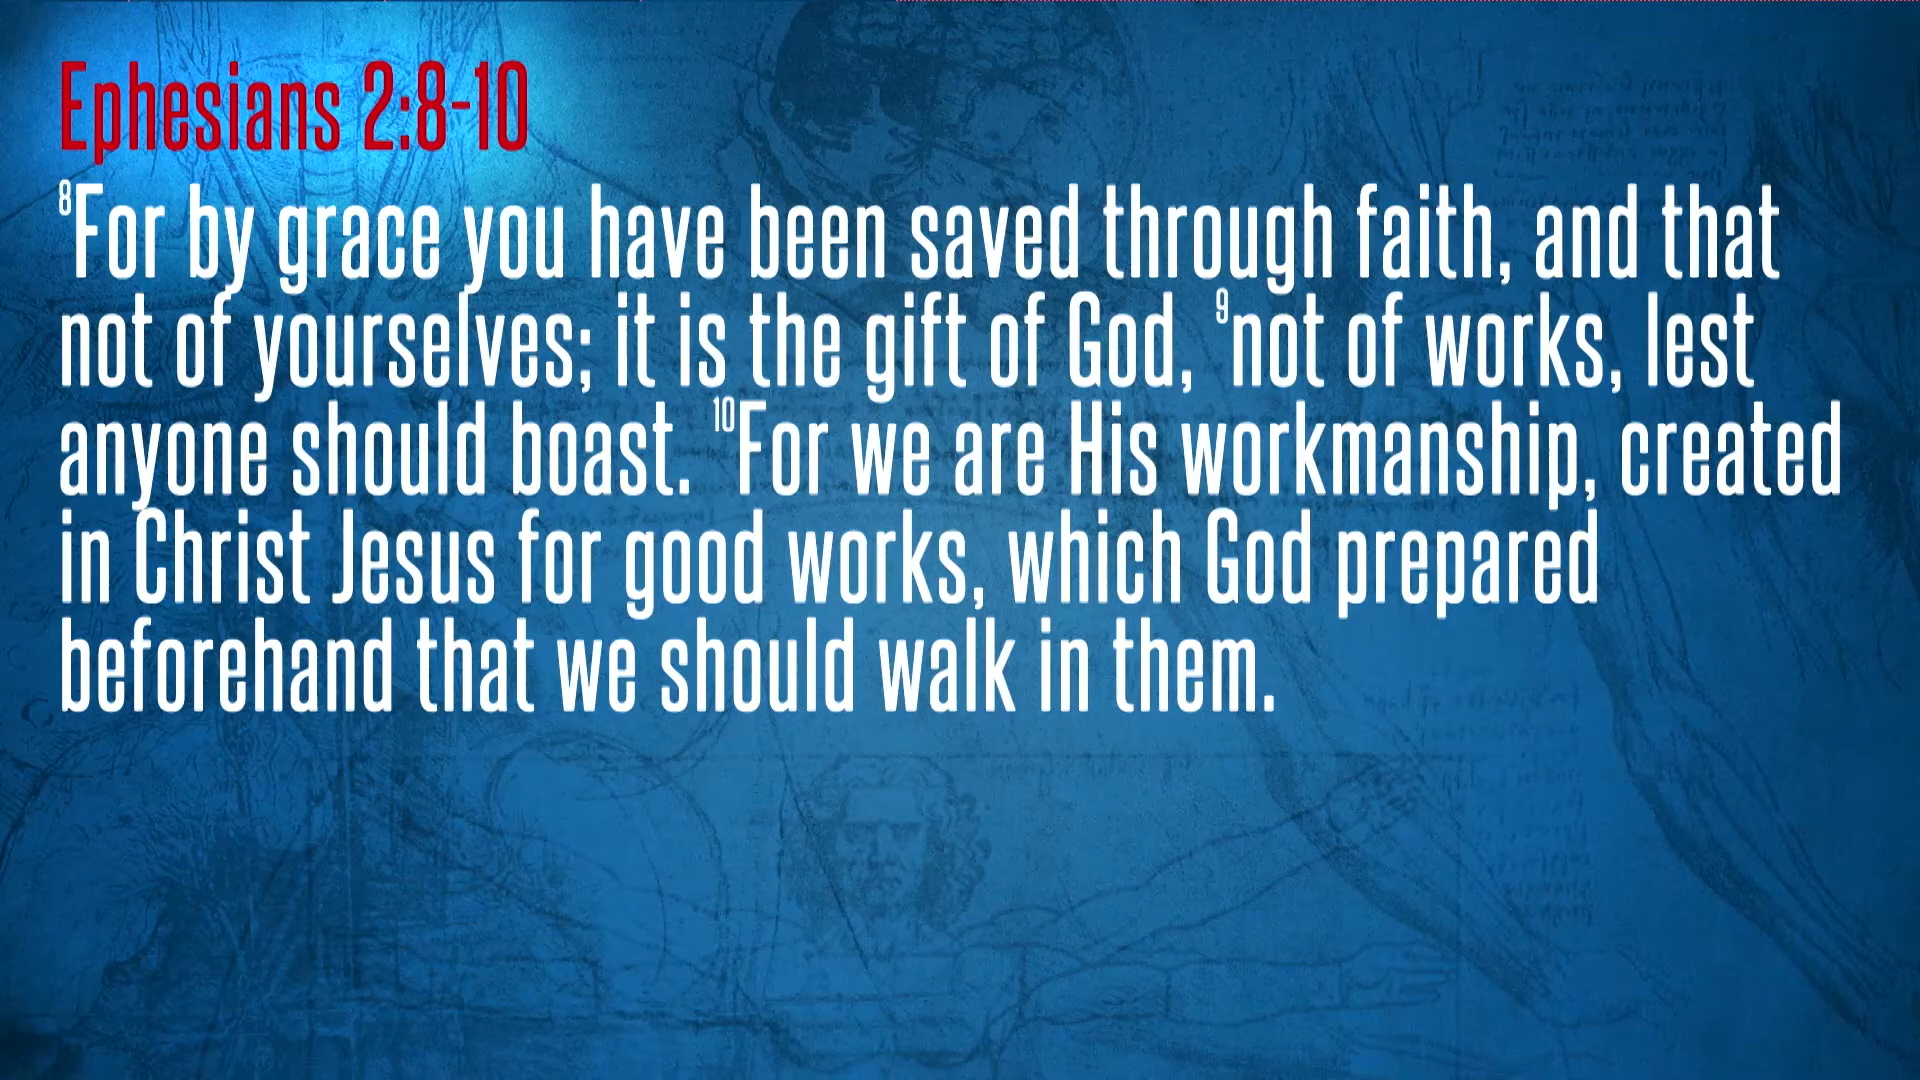 Ephesians 2:8-10
⁸For by grace you have been saved through faith, and that
not of yourselves; it is the gift of God, ⁹not of works, lest
anyone should boast. ¹⁰For we are His workmanship, created
in Christ Jesus for good works, which God prepared
beforehand that we should walk in them.